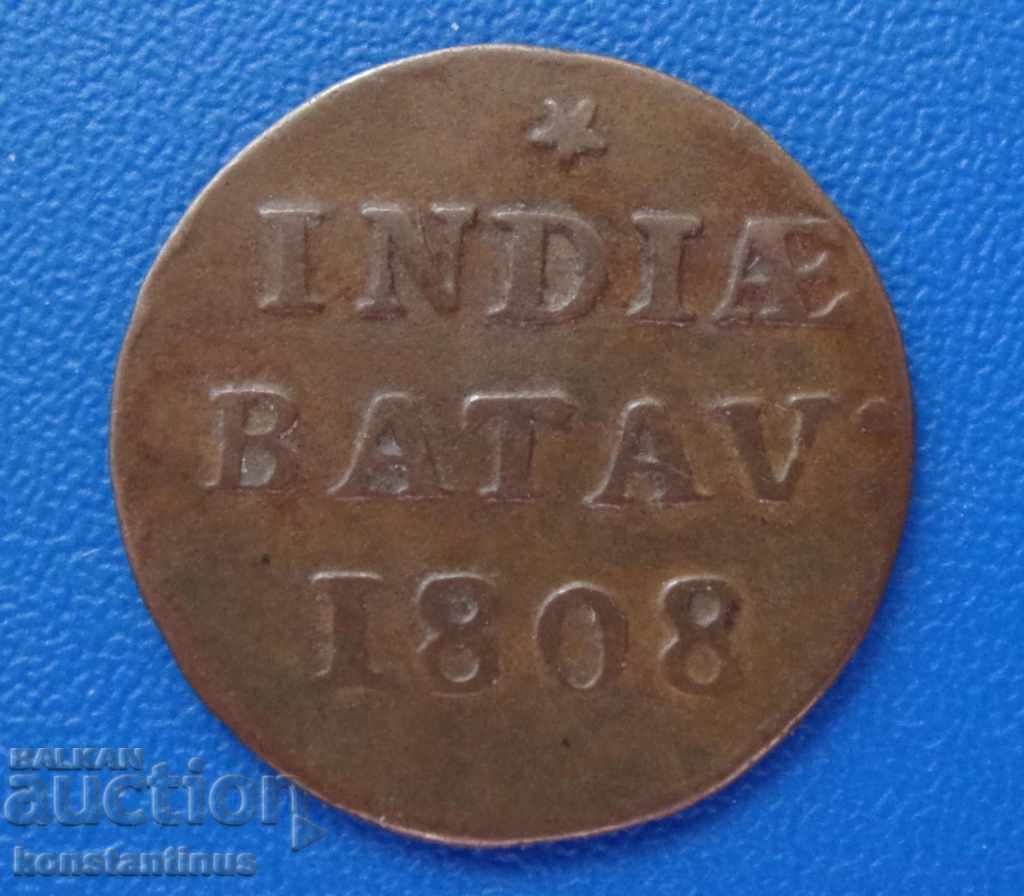 INDIÆ
BATAV:
1808
BALKAN
auction
konstantinus